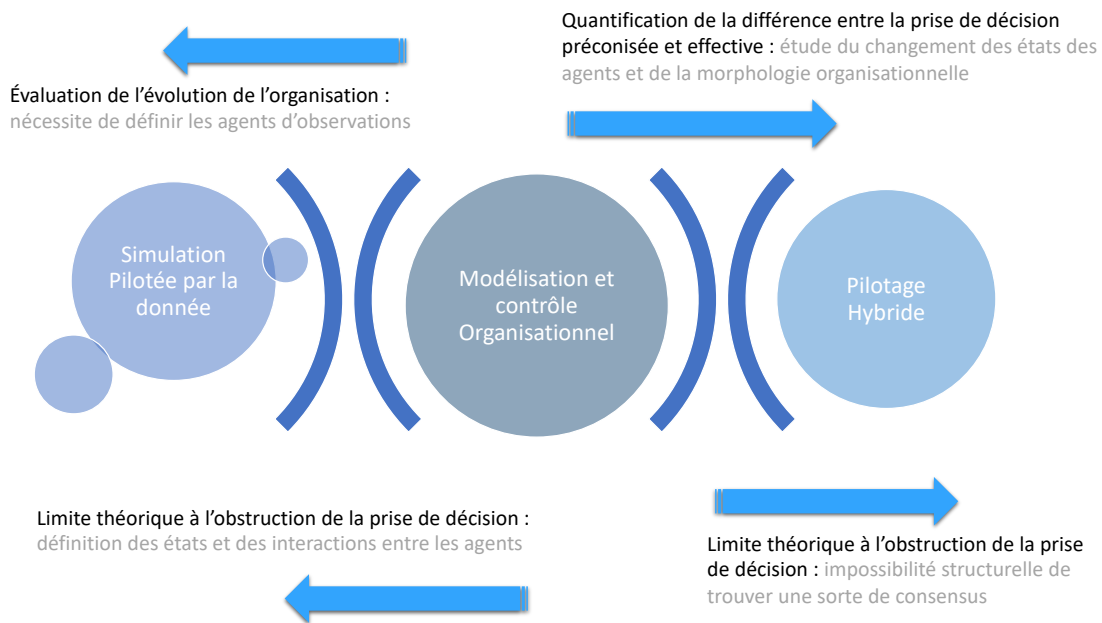 Quantification de la différence entre la prise de décision
préconisée et effective : étude du changement des états des
agents et de la morphologie organisationnelle
Évaluation de l’évolution de l’organisation :
nécessite de définir les agents d’observations
Simulation
Pilotée par la
donnée
Modélisation et
contrôle
Organisationnel
Pilotage
Hybride
Limite théorique à l’obstruction de la prise de décision :
définition des états et des interactions entre les agents
Limite théorique à l’obstruction de la prise
de décision : impossibilité structurelle de
trouver une sorte de consensus